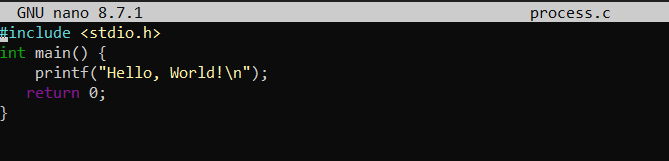 GNU nano 8.7.1 process.c
#include <stdio.h>
int main() {
    printf("Hello, World!\n");
   return 0;
}